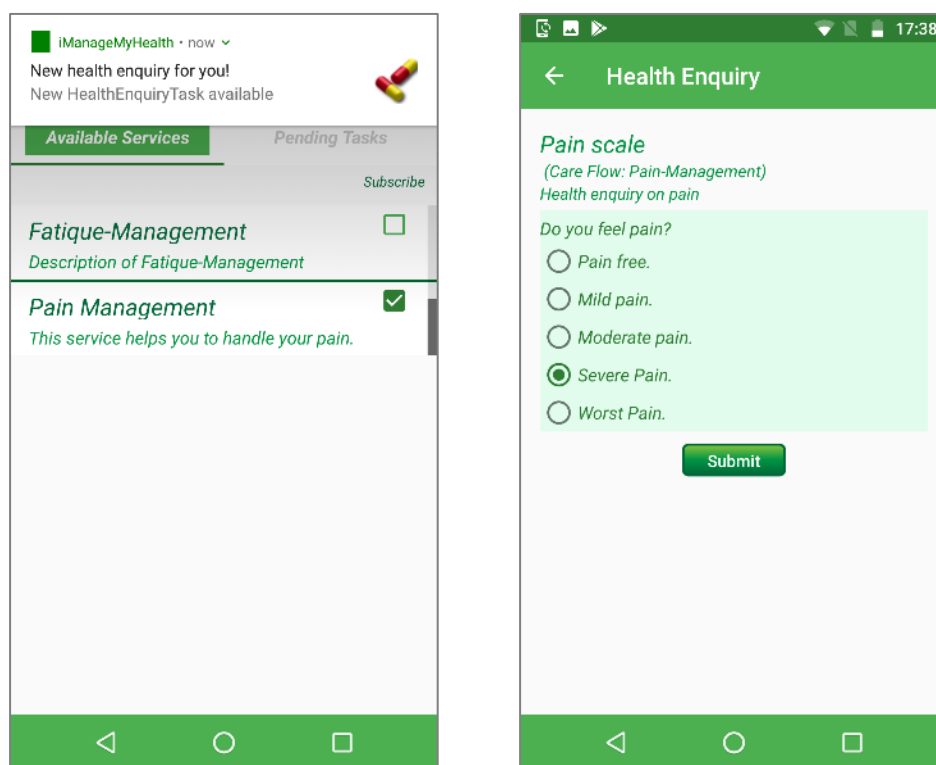 iManageMyHealth • now
New health enquiry for you!
New HealthEnquiryTask available
Available Services
Pending Tasks
Subscribe
Fatique-Management
Description of Fatique-Management
Pain Management
This service helps you to handle your pain.
17:38
Health Enquiry
Pain scale
(Care Flow: Pain-Management)
Health enquiry on pain
Do you feel pain?
Pain free.
Mild pain.
Moderate pain.
Severe Pain.
Worst Pain.
Submit